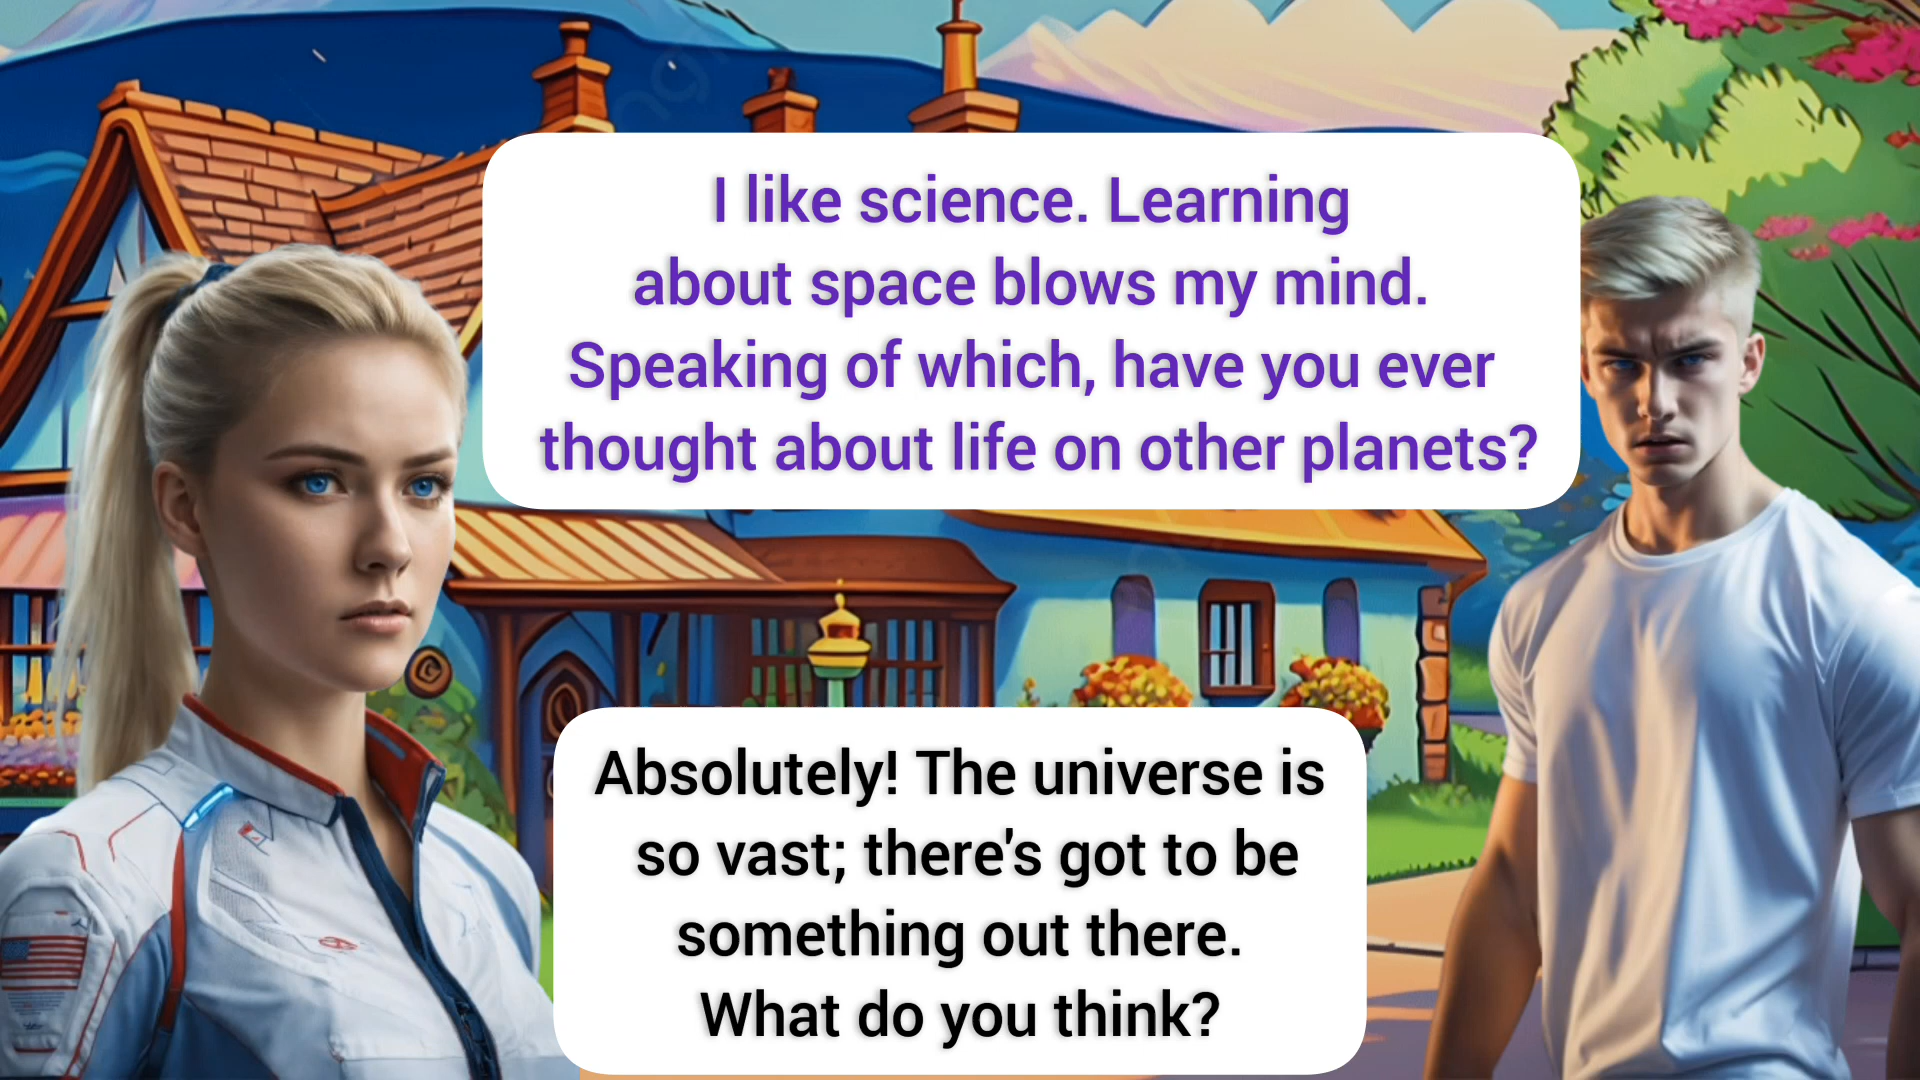 I like science. Learning
about space blows my mind.
Speaking of which, have you ever
thought about life on other planets?
Absolutely! The universe is
so vast; there's got to be
something out there.
What do you think?